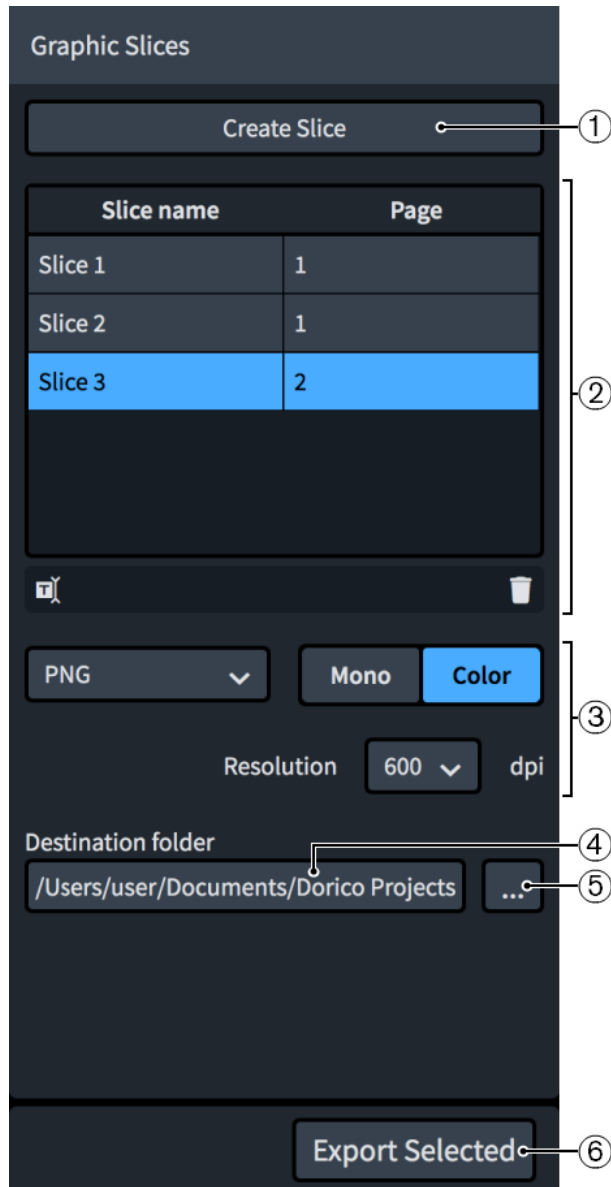 Graphic Slices
Create Slice ①
Slice name Page
Slice 1 1
Slice 2 1
Slice 3 2
②
PNG Mono Color
③
Resolution 600 dpi
Destination folder ④
/Users/user/Documents/Dorico Projects ... ⑤
Export Selected ⑥